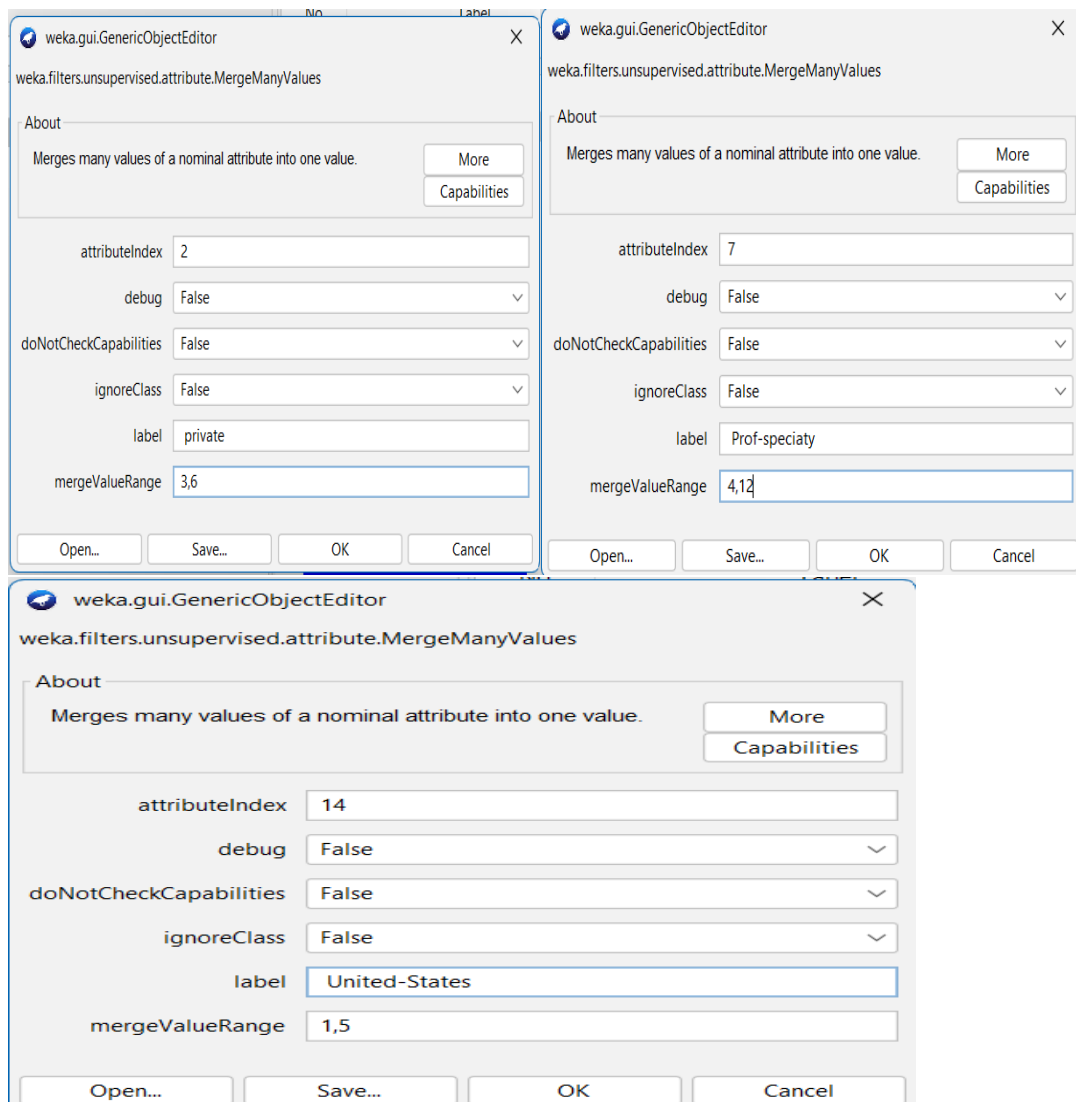 No. Label
weka.gui.GenericObjectEditor
weka.filters.unsupervised.attribute.MergeManyValues
About
Merges many values of a nominal attribute into one value.
More
Capabilities
attributeIndex 2
debug False
doNotCheckCapabilities False
ignoreClass False
label private
mergeValueRange 3,6
Open... Save... OK Cancel
weka.gui.GenericObjectEditor
weka.filters.unsupervised.attribute.MergeManyValues
About
Merges many values of a nominal attribute into one value.
More
Capabilities
attributeIndex 7
debug False
doNotCheckCapabilities False
ignoreClass False
label Prof-speciaty
mergeValueRange 4,12
Open... Save... OK Cancel
weka.gui.GenericObjectEditor
weka.filters.unsupervised.attribute.MergeManyValues
About
Merges many values of a nominal attribute into one value.
More
Capabilities
attributeIndex 14
debug False
doNotCheckCapabilities False
ignoreClass False
label United-States
mergeValueRange 1,5
Open... Save... OK Cancel